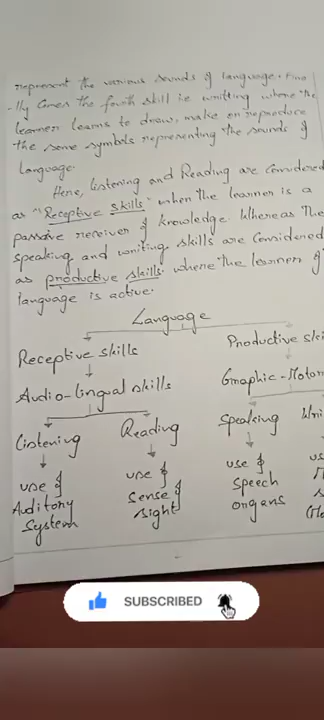 represent the various sounds of language. Fina
-lly comes the fourth skill i.e writting where the
learner learns to draw, make or reproduce
the same symbols representing the sounds of
language.
Here, Listening and Reading are considered
as "Receptive skills" when the learner is a
passive receiver of knowledge. Whereas The
speaking and writing skills are considered
as productive skills where the learner of
language is active.
Language
Receptive skills
Productive ski
Audio-lingual skills
Graphic-Motor
Listening
Reading
Speaking
Wri
use of
Auditory
System
use of
Sense of
sight
use of
Speech
organs
us
SUBSCRIBED